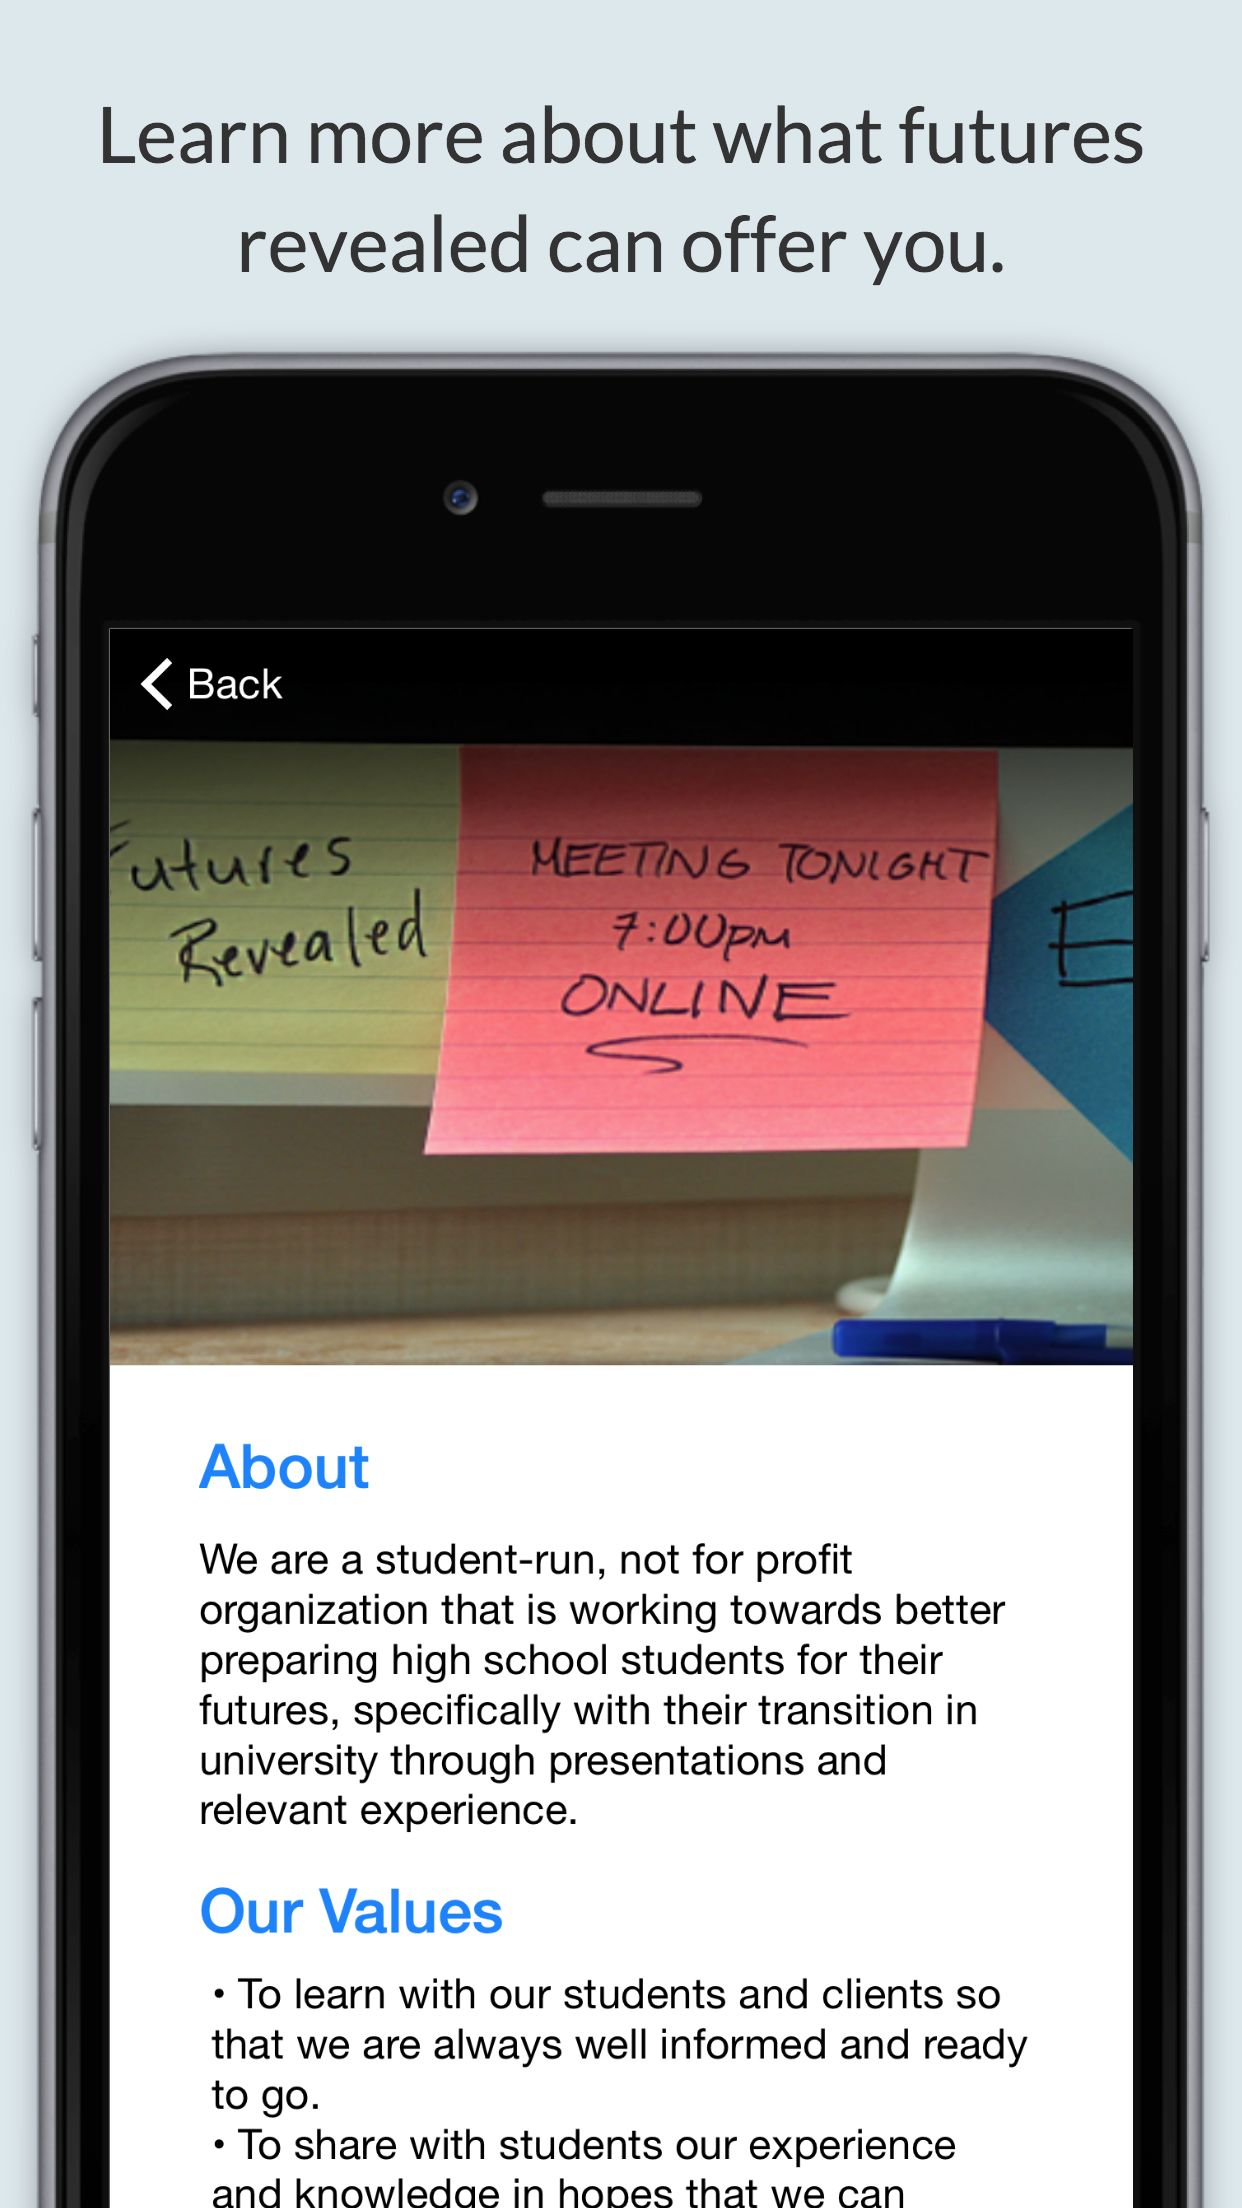 Learn more about what futures
revealed can offer you.
Back
Futures
Revealed
MEETING TONIGHT
7:00PM
ONLINE
E
About
We are a student-run, not for profit
organization that is working towards better
preparing high school students for their
futures, specifically with their transition in
university through presentations and
relevant experience.
Our Values
• To learn with our students and clients so
that we are always well informed and ready
to go.
• To share with students our experience
and knowledge in hopes that we can